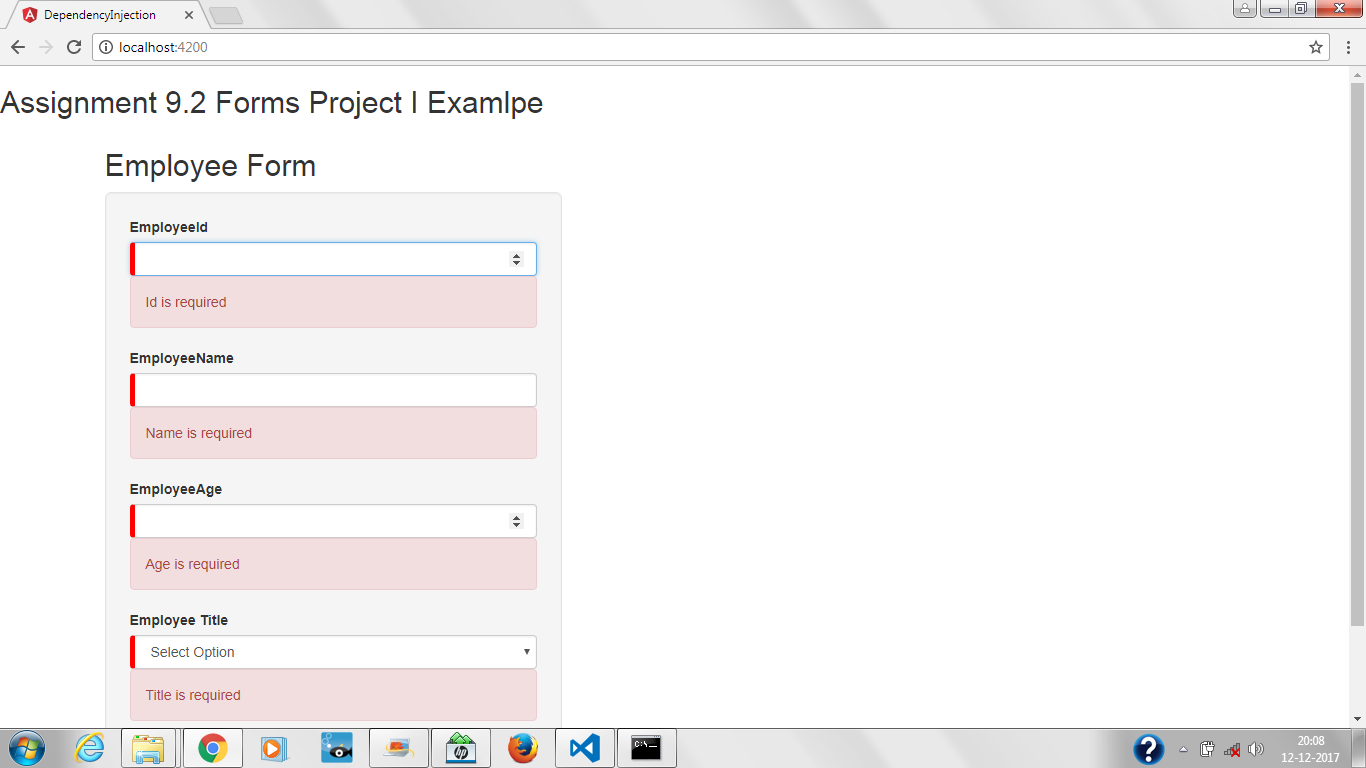 DependencyInjection
localhost:4200
Assignment 9.2 Forms Project I Examlpe
Employee Form
EmployeeId
Id is required
EmployeeName
Name is required
EmployeeAge
Age is required
Employee Title
Select Option
Title is required
hp
C:\.
20:08
12-12-2017